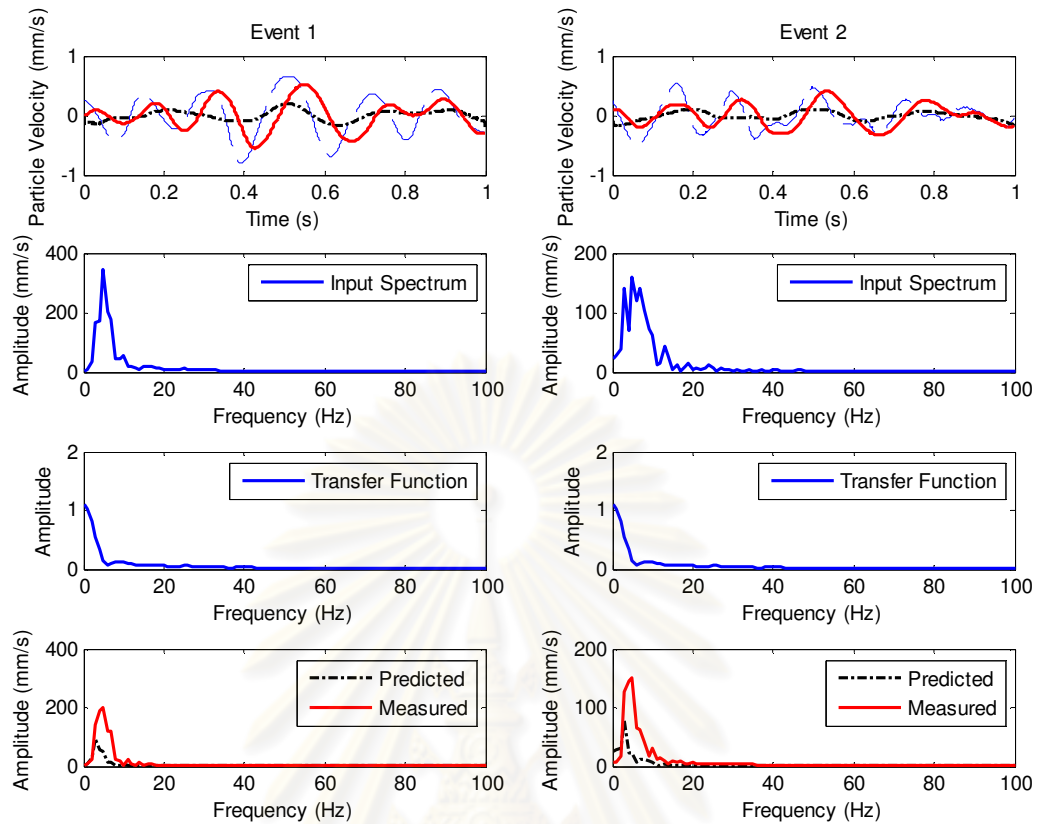 Event 1
Particle Velocity (mm/s)
1
0
-1
0 0.2 0.4 0.6 0.8 1
Time (s)
Event 2
Particle Velocity (mm/s)
1
0
-1
0 0.2 0.4 0.6 0.8 1
Time (s)
Amplitude (mm/s)
400
200
0
Input Spectrum
0 20 40 60 80 100
Frequency (Hz)
Amplitude (mm/s)
200
100
0
Input Spectrum
0 20 40 60 80 100
Frequency (Hz)
Amplitude
2
1
0
Transfer Function
0 20 40 60 80 100
Frequency (Hz)
Amplitude
2
1
0
Transfer Function
0 20 40 60 80 100
Frequency (Hz)
Amplitude (mm/s)
400
200
0
Predicted
Measured
0 20 40 60 80 100
Frequency (Hz)
Amplitude (mm/s)
200
100
0
Predicted
Measured
0 20 40 60 80 100
Frequency (Hz)